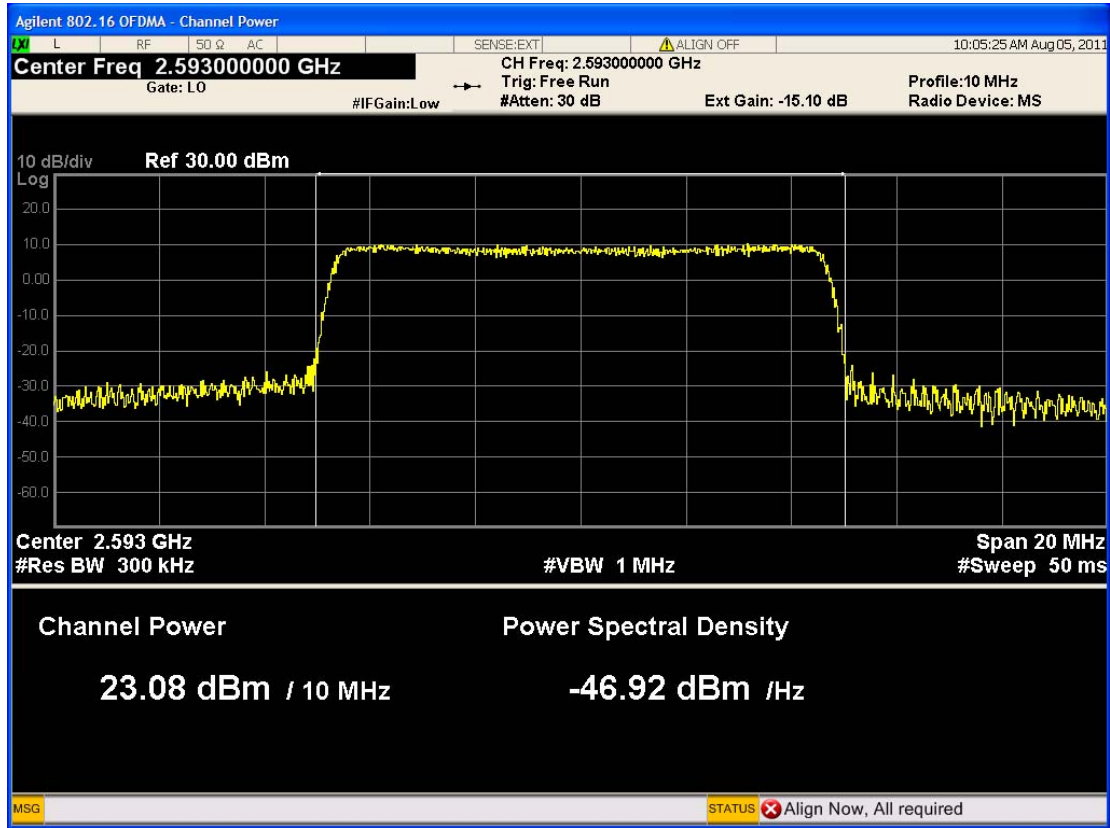 Agilent 802.16 OFDMA - Channel Power
LXI L RF 50 Ω AC SENSE:EXT ALIGN OFF 10:05:25 AM Aug 05, 2011
Center Freq 2.593000000 GHz CH Freq: 2.593000000 GHz
Gate: LO Trig: Free Run Profile:10 MHz
#IFGain:Low #Atten: 30 dB Ext Gain: -15.10 dB Radio Device: MS
10 dB/div Ref 30.00 dBm
Log
20.0
10.0
0.00
-10.0
-20.0
-30.0
-40.0
-50.0
-60.0
Center 2.593 GHz Span 20 MHz
#Res BW 300 kHz #VBW 1 MHz #Sweep 50 ms
Channel Power Power Spectral Density
23.08 dBm / 10 MHz -46.92 dBm /Hz
MSG STATUS Align Now, All required